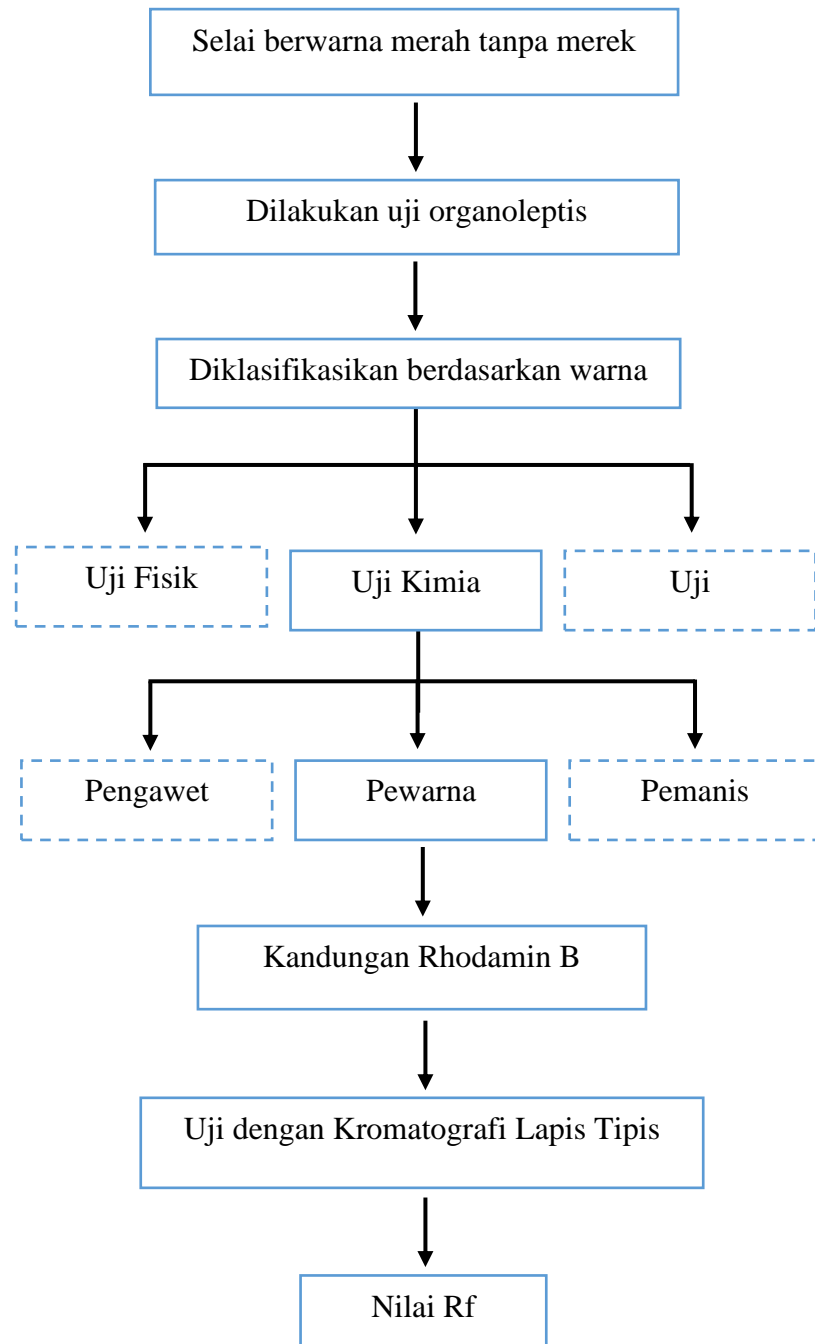 Selai berwarna merah tanpa merek
Dilakukan uji organoleptis
Diklasifikasikan berdasarkan warna
Uji Fisik
Uji Kimia
Uji
Pengawet
Pewarna
Pemanis
Kandungan Rhodamin B
Uji dengan Kromatografi Lapis Tipis
Nilai Rf